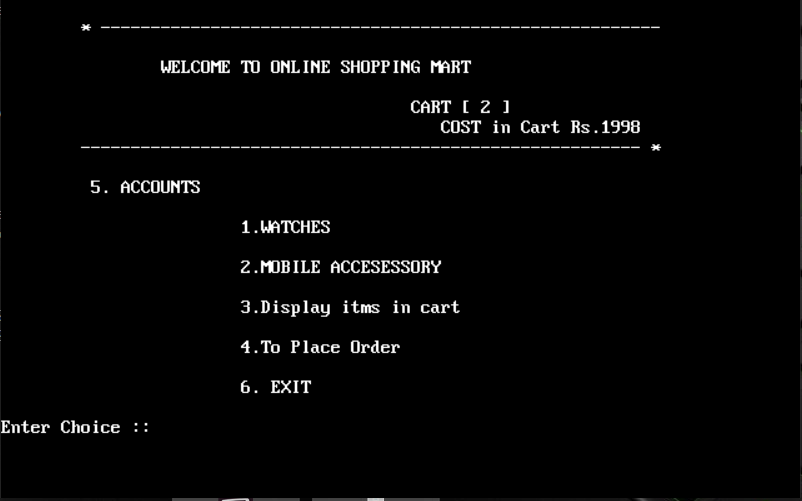 * --------------------------------------------------------
WELCOME TO ONLINE SHOPPING MART
CART [ 2 ]
COST in Cart Rs.1998
-------------------------------------------------------- *
5. ACCOUNTS
1.WATCHES
2.MOBILE ACCESESSORY
3.Display itms in cart
4.To Place Order
6. EXIT
Enter Choice ::